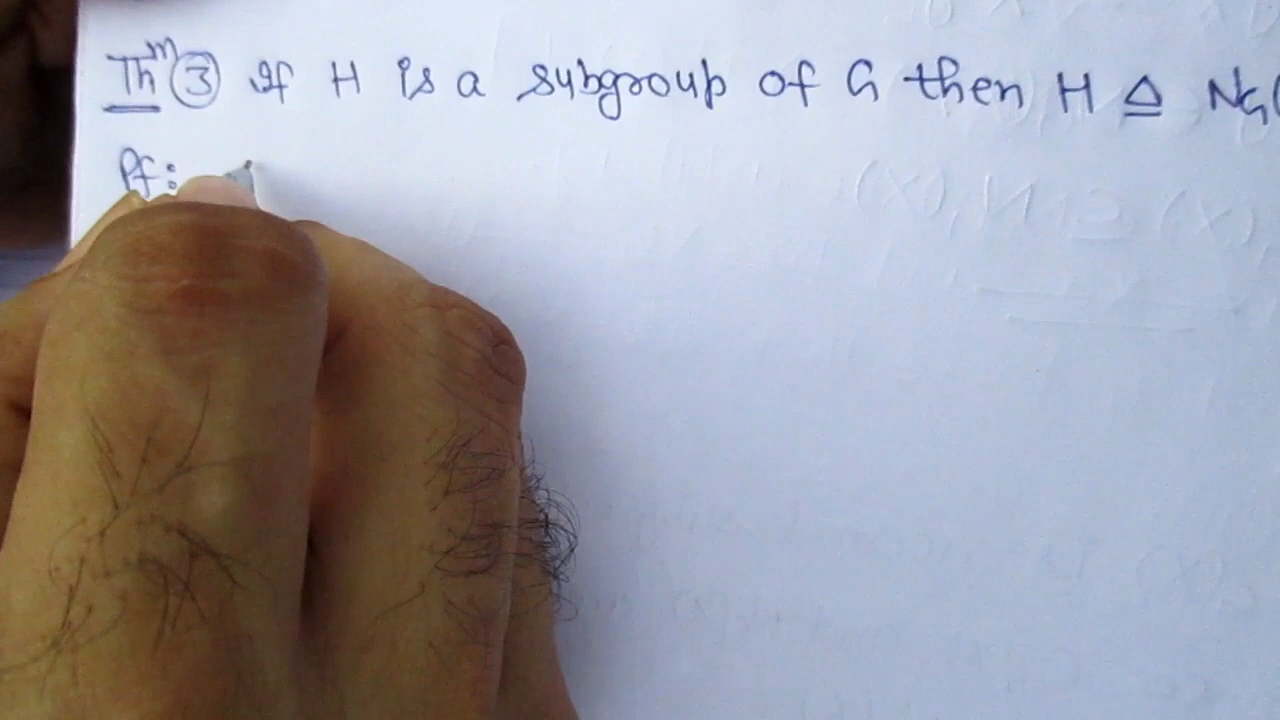 Thm ③ If H is a subgroup of G then H ⊴ NG(
Pf: